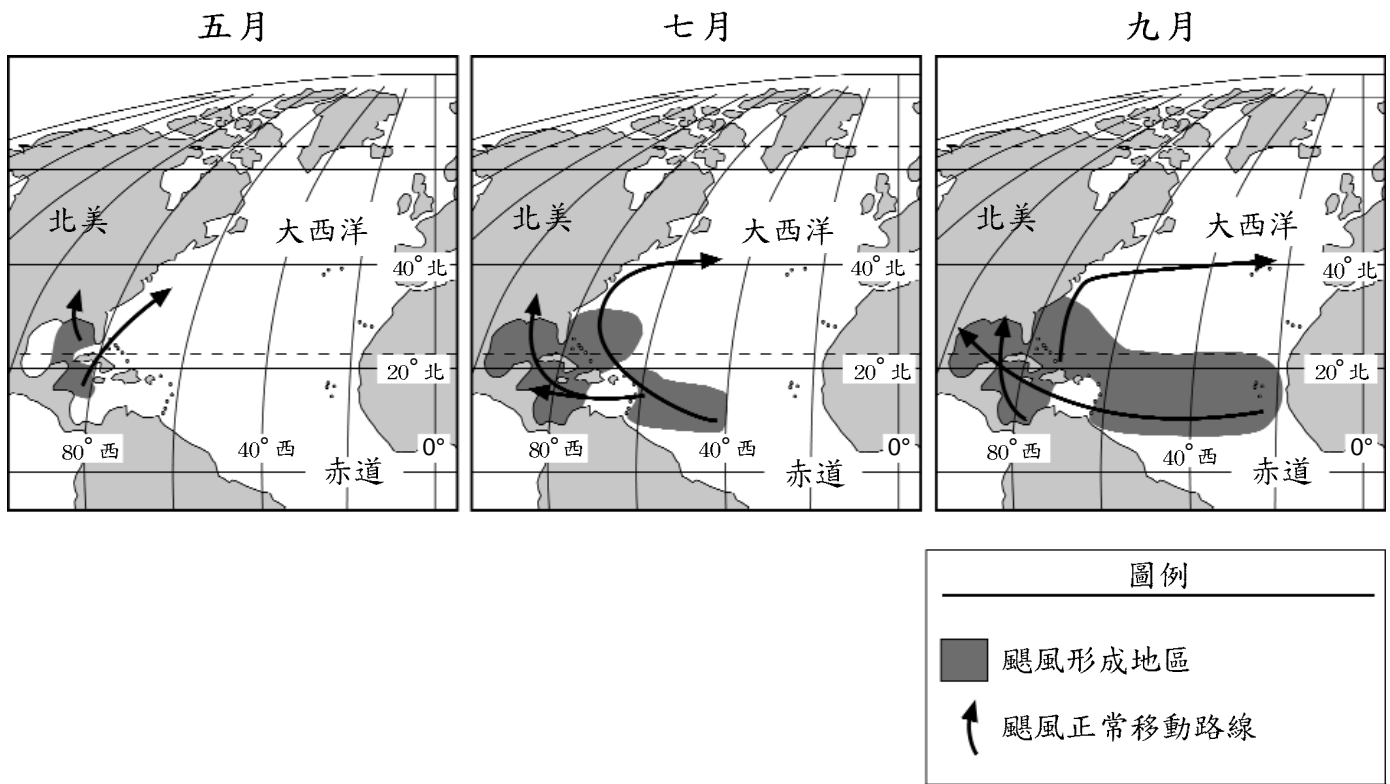 五月
北美
大西洋
40°北
20°北
80°西
40°西
0°
赤道
七月
北美
大西洋
40°北
20°北
80°西
40°西
0°
赤道
九月
北美
大西洋
40°北
20°北
80°西
40°西
0°
赤道
圖例
颶風形成地區
颶風正常移動路線